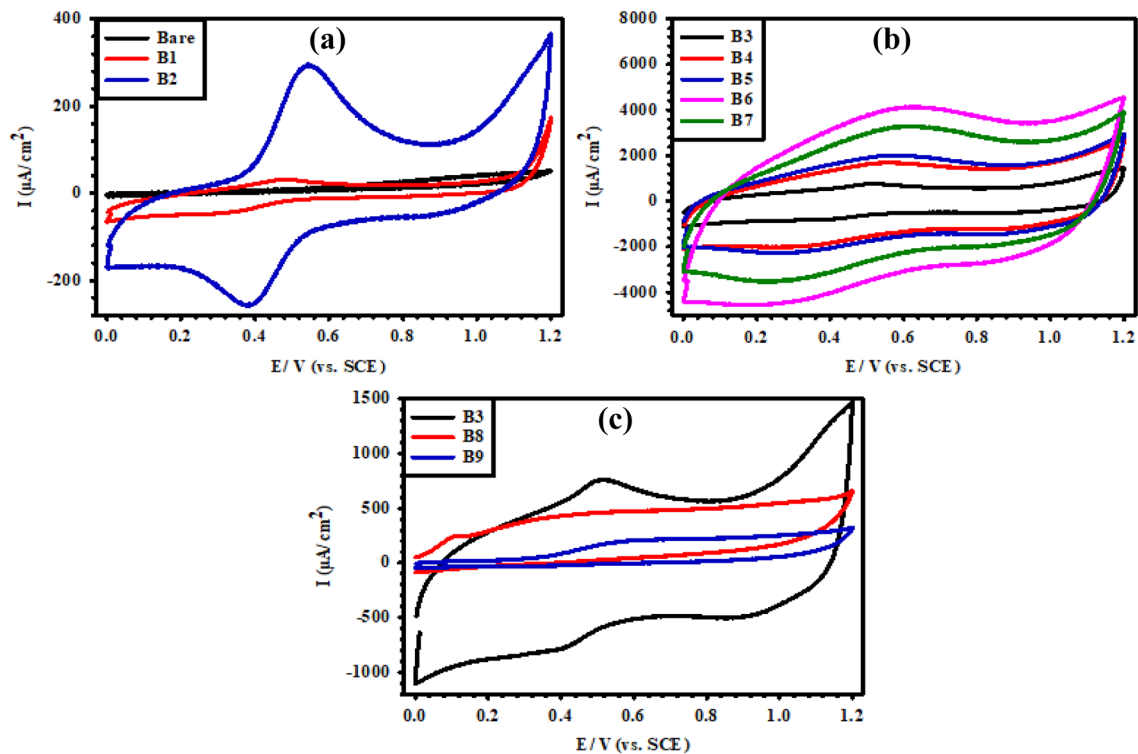 (a)
Bare
B1
B2
400
200
0
-200
I (µA/ cm2)
0.0 0.2 0.4 0.6 0.8 1.0 1.2
E/ V (vs. SCE)
(b)
B3
B4
B5
B6
B7
8000
6000
4000
2000
0
-2000
-4000
I (µA/ cm2)
0.0 0.2 0.4 0.6 0.8 1.0 1.2
E/ V (vs. SCE)
(c)
B3
B8
B9
1500
1000
500
0
-500
-1000
I (µA/ cm2)
0.0 0.2 0.4 0.6 0.8 1.0 1.2
E/ V (vs. SCE)